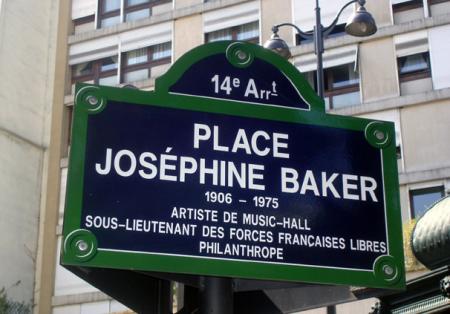 14e Arrt
PLACE
JOSÉPHINE BAKER
1906 – 1975
ARTISTE DE MUSIC-HALL
SOUS-LIEUTENANT DES FORCES FRANÇAISES LIBRES
PHILANTHROPE